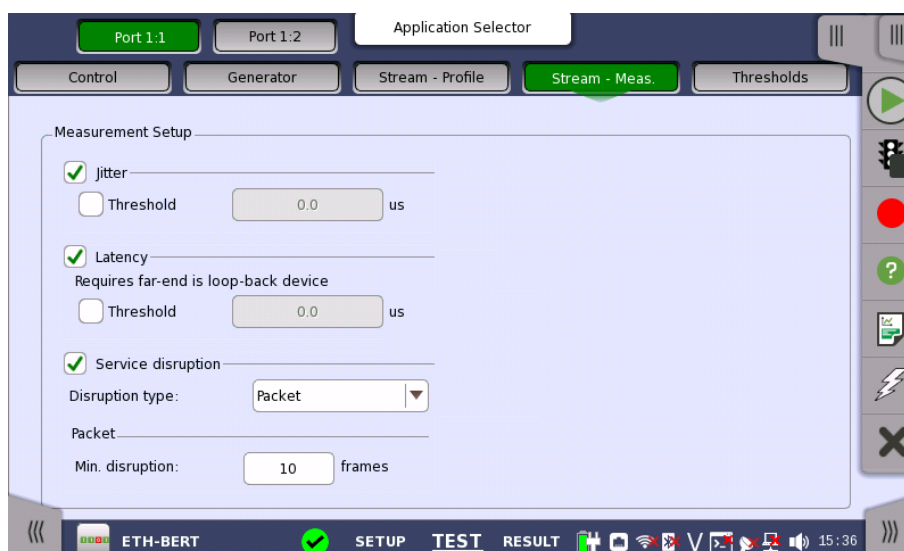 Port 1:1
Port 1:2
Application Selector
Control
Generator
Stream - Profile
Stream - Meas.
Thresholds
Measurement Setup
Jitter
Threshold 0.0 us
Latency
Requires far-end is loop-back device
Threshold 0.0 us
Service disruption
Disruption type: Packet
Packet
Min. disruption: 10 frames
ETH-BERT SETUP TEST RESULT V 15:36